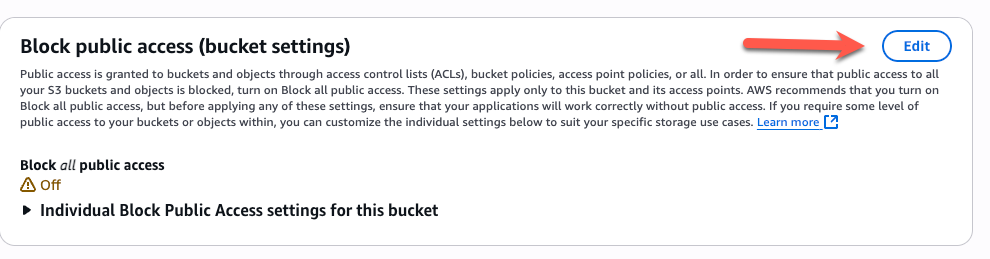 Block public access (bucket settings)
Edit
Public access is granted to buckets and objects through access control lists (ACLs), bucket policies, access point policies, or all. In order to ensure that public access to all
your S3 buckets and objects is blocked, turn on Block all public access. These settings apply only to this bucket and its access points. AWS recommends that you turn on
Block all public access, but before applying any of these settings, ensure that your applications will work correctly without public access. If you require some level of
public access to your buckets or objects within, you can customize the individual settings below to suit your specific storage use cases. Learn more
Block all public access
Off
Individual Block Public Access settings for this bucket